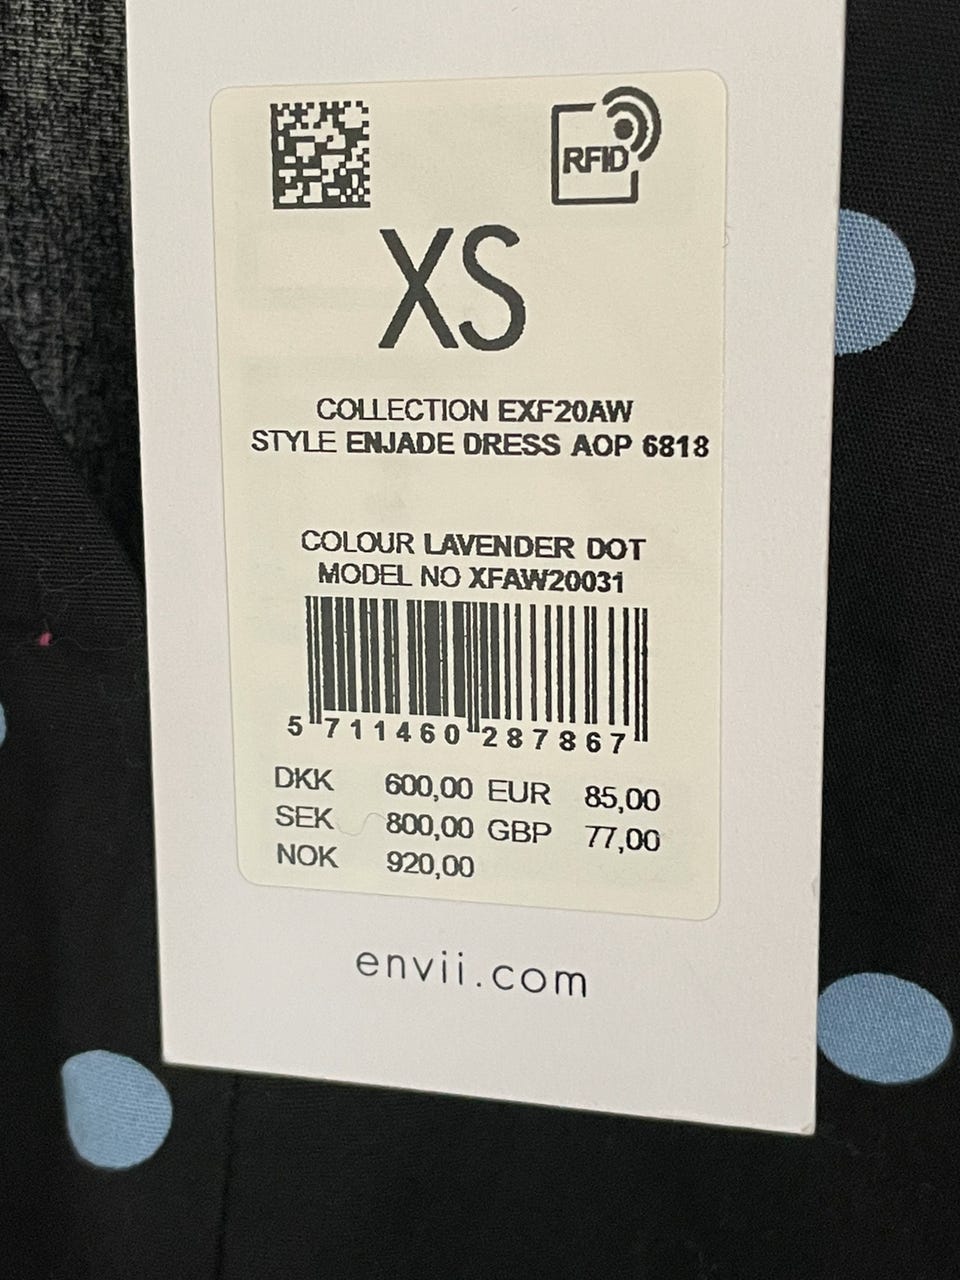 RFID
XS
COLLECTION EXF20AW
STYLE ENJADE DRESS AOP 6818
COLOUR LAVENDER DOT
MODEL NO XFAW20031
5 711460 287867
DKK 600,00 EUR 85,00
SEK 800,00 GBP 77,00
NOK 920,00
envii.com